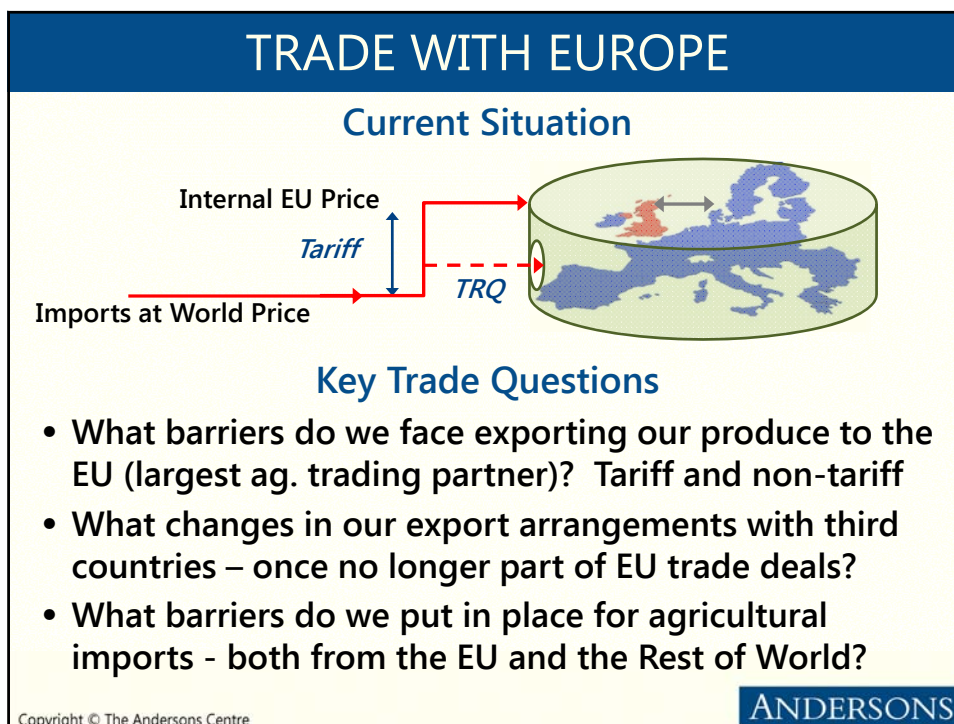 TRADE WITH EUROPE
Current Situation
Internal EU Price
Tariff
TRQ
Imports at World Price
Key Trade Questions
• What barriers do we face exporting our produce to the
EU (largest ag. trading partner)?  Tariff and non-tariff
• What changes in our export arrangements with third
countries – once no longer part of EU trade deals?
• What barriers do we put in place for agricultural
imports - both from the EU and the Rest of World?
Copyright © The Andersons Centre
ANDERSONS